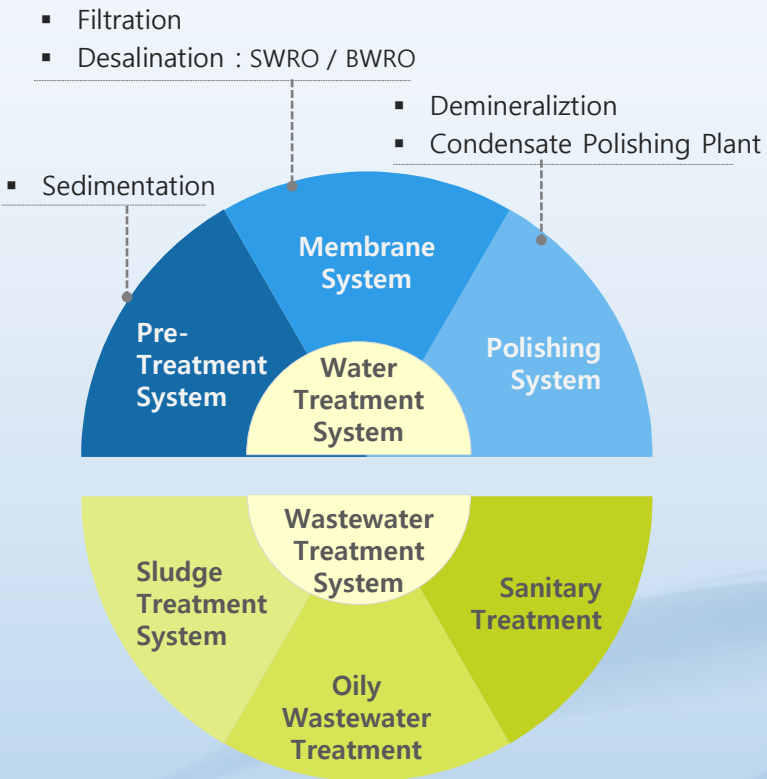 Filtration
Desalination : SWRO / BWRO
Demineraliztion
Condensate Polishing Plant
Sedimentation
Membrane
System
Pre-
Treatment
System
Polishing
System
Water
Treatment
System
Wastewater
Treatment
System
Sludge
Treatment
System
Sanitary
Treatment
Oily
Wastewater
Treatment